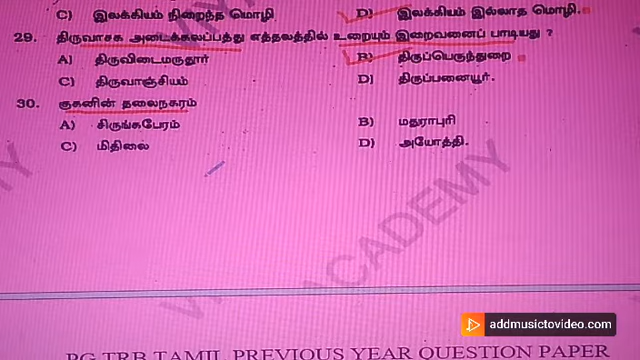 C) இலக்கியம் நிறைந்த மொழி D) இலக்கியம் இல்லாத மொழி.
29. திருவாசக அடைக்கலப்பத்து எத்தலத்தில் உறையும் இறைவனைப் பாடியது ?
A) திருவிடைமருதூர் B) திருப்பெருந்துறை
C) திருவாஞ்சியம் D) திருப்பனையூர்.
30. குகனின் தலைநகரம்
A) சிருங்கபேரம் B) மதுராபுரி
C) மிதிலை D) அயோத்தி.
ACADEMY
addmusictovideo.com
PG TRB TAMIL PREVIOUS YEAR QUESTION PAPER